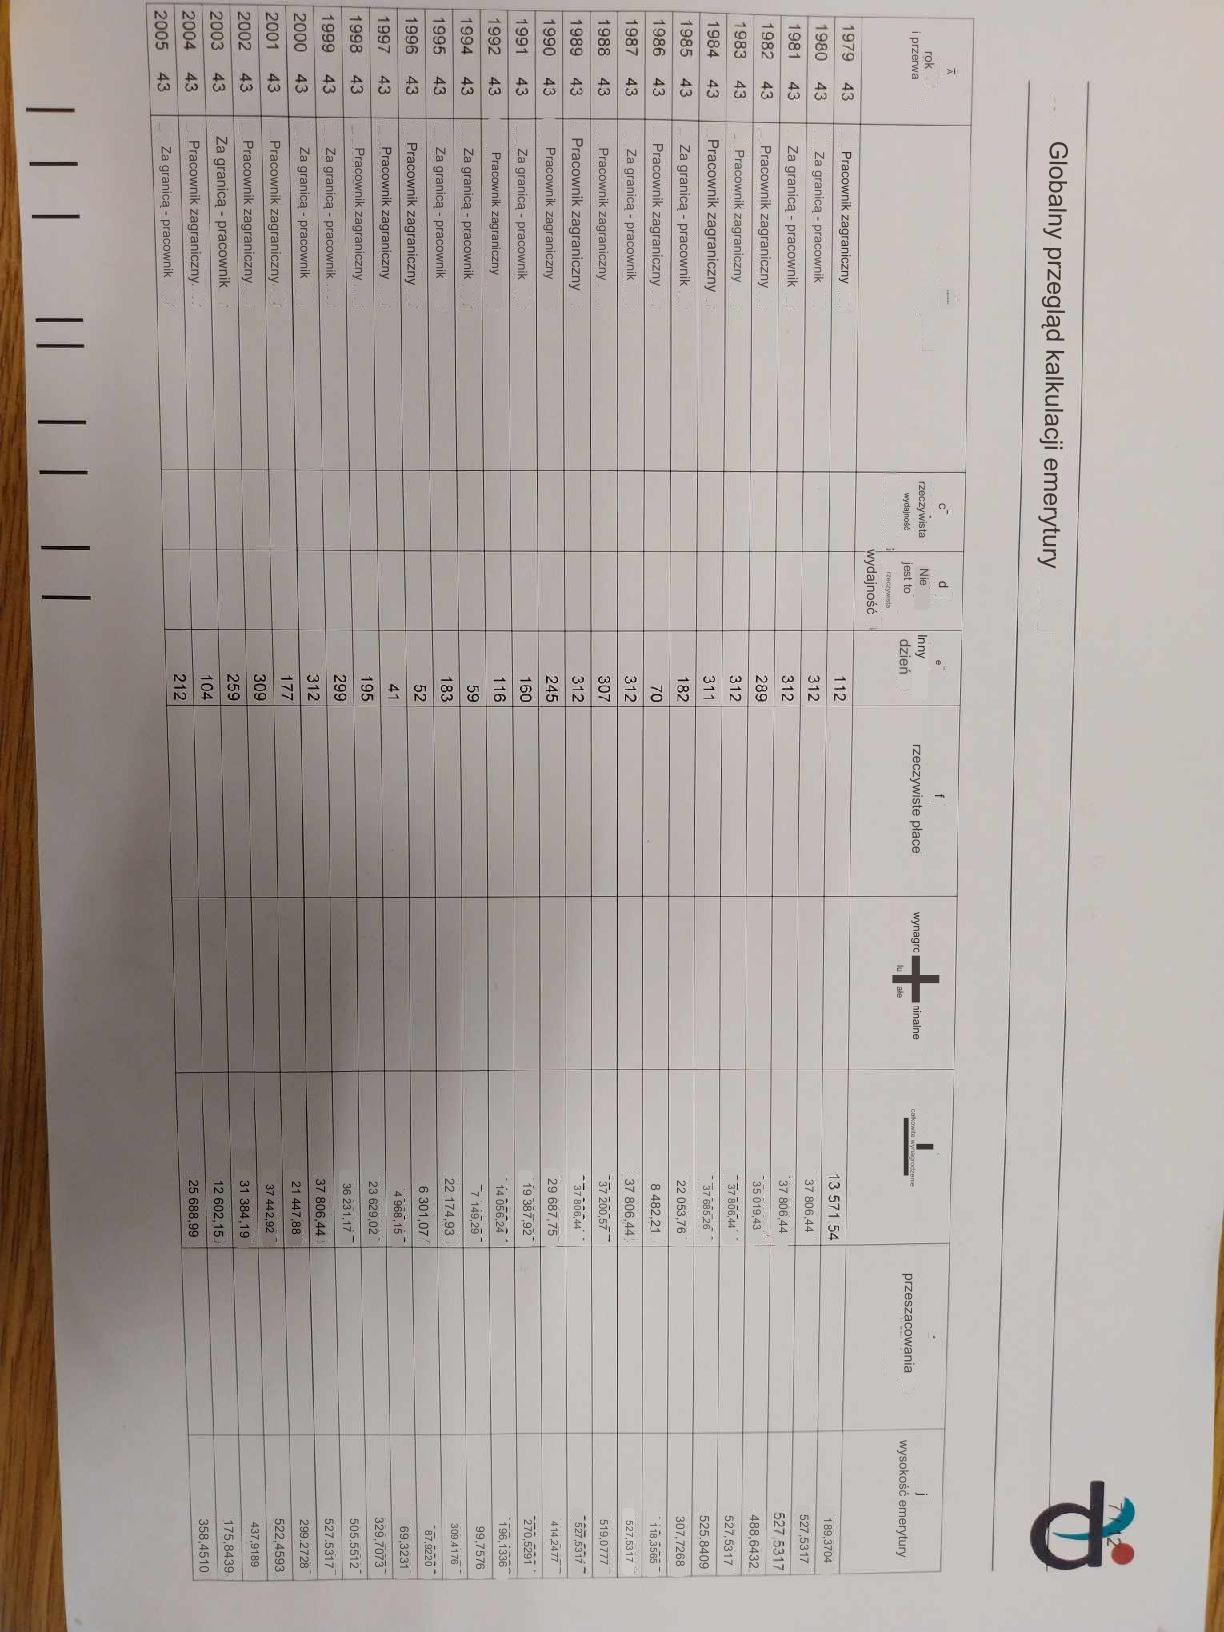 7 / 12
Globalny przegląd kalkulacji emerytury
rok i przerwa
c rzeczywista wydajność
d Nie jest to rzeczywista wydajność
e Inny dzień
f rzeczywiste płace
całkowite wynagrodzenie
przeszacowania
j wysokość emerytury
1979 43 Pracownik zagraniczny 112 13 571 54 189,3704
1980 43 Za granicą - pracownik 312 37 806,44 527,5317
1981 43 Za granicą - pracownik 312 37 806,44 527,5317
1982 43 Pracownik zagraniczny 289 35 019,43 488,6432
1983 43 Pracownik zagraniczny 312 37 806,44 527,5317
1984 43 Pracownik zagraniczny 311 37 685,26 525,8409
1985 43 Za granicą - pracownik 182 22 053,76 307,7268
1986 43 Pracownik zagraniczny 70 8 482,21 118,3565
1987 43 Za granicą - pracownik 312 37 806,44 527,5317
1988 43 Pracownik zagraniczny 307 37 200,57 519,0777
1989 43 Pracownik zagraniczny 312 37 806,44 527,5317
1990 43 Pracownik zagraniczny 245 29 687,75 414,2477
1991 43 Za granicą - pracownik 160 19 387,92 270,5291
1992 43 Pracownik zagraniczny 116 14 056,24 196,1336
1994 43 Za granicą - pracownik 59 7 149,29 99,7576
1995 43 Za granicą - pracownik 183 22 174,93 309,4176
1996 43 Pracownik zagraniczny 52 6 301,07 87,9220
1997 43 Pracownik zagraniczny 41 4 968,15 69,3231
1998 43 Pracownik zagraniczny 195 23 629,02 329,7073
1999 43 Za granicą - pracownik 299 36 231,17 505,5512
2000 43 Za granicą - pracownik 312 37 806,44 527,5317
2001 43 Pracownik zagraniczny 177 21 447,88 299,2728
2002 43 Pracownik zagraniczny 309 37 442,92 522,4593
2003 43 Za granicą - pracownik 259 31 384,19 437,9189
2004 43 Pracownik zagraniczny 104 12 602,15 175,8439
2005 43 Za granicą - pracownik 212 25 688,99 358,4510